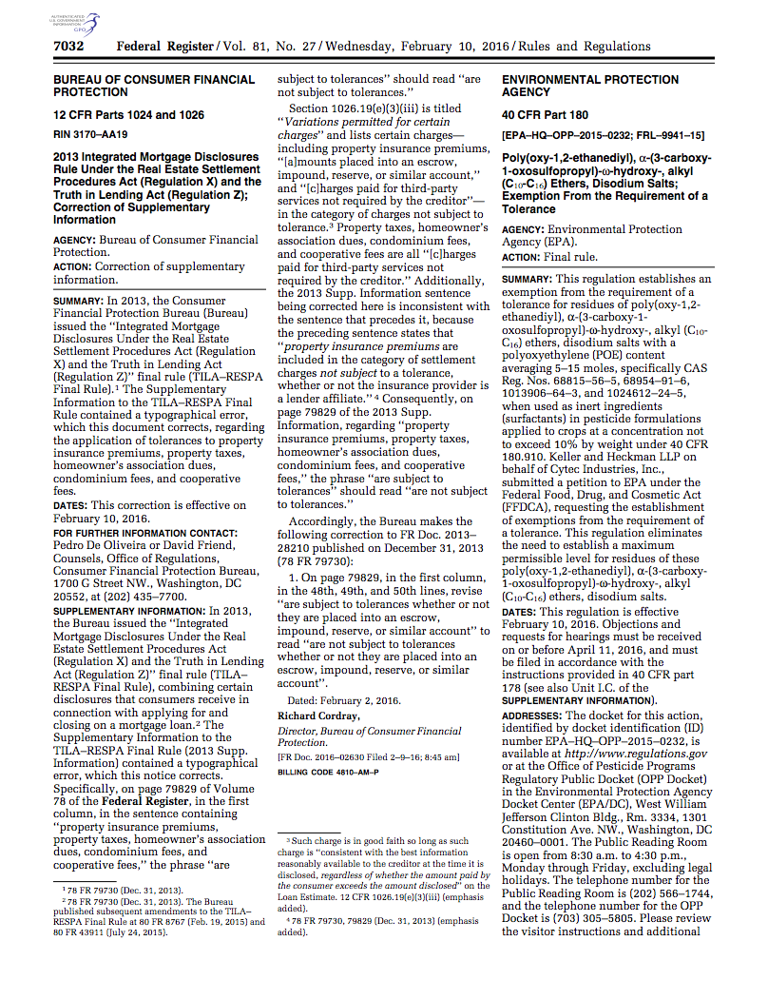 AUTHENTICATED
U.S. GOVERNMENT
INFORMATION
GPO
7032 Federal Register / Vol. 81, No. 27 / Wednesday, February 10, 2016 / Rules and Regulations
BUREAU OF CONSUMER FINANCIAL
PROTECTION
12 CFR Parts 1024 and 1026
RIN 3170–AA19
2013 Integrated Mortgage Disclosures
Rule Under the Real Estate Settlement
Procedures Act (Regulation X) and the
Truth in Lending Act (Regulation Z);
Correction of Supplementary
Information
AGENCY: Bureau of Consumer Financial
Protection.
ACTION: Correction of supplementary
information.
SUMMARY: In 2013, the Consumer
Financial Protection Bureau (Bureau)
issued the ‘‘Integrated Mortgage
Disclosures Under the Real Estate
Settlement Procedures Act (Regulation
X) and the Truth in Lending Act
(Regulation Z)’’ final rule (TILA–RESPA
Final Rule).1 The Supplementary
Information to the TILA–RESPA Final
Rule contained a typographical error,
which this document corrects, regarding
the application of tolerances to property
insurance premiums, property taxes,
homeowner’s association dues,
condominium fees, and cooperative
fees.
DATES: This correction is effective on
February 10, 2016.
FOR FURTHER INFORMATION CONTACT:
Pedro De Oliveira or David Friend,
Counsels, Office of Regulations,
Consumer Financial Protection Bureau,
1700 G Street NW., Washington, DC
20552, at (202) 435–7700.
SUPPLEMENTARY INFORMATION: In 2013,
the Bureau issued the ‘‘Integrated
Mortgage Disclosures Under the Real
Estate Settlement Procedures Act
(Regulation X) and the Truth in Lending
Act (Regulation Z)’’ final rule (TILA–
RESPA Final Rule), combining certain
disclosures that consumers receive in
connection with applying for and
closing on a mortgage loan.2 The
Supplementary Information to the
TILA–RESPA Final Rule (2013 Supp.
Information) contained a typographical
error, which this notice corrects.
Specifically, on page 79829 of Volume
78 of the Federal Register, in the first
column, in the sentence containing
‘‘property insurance premiums,
property taxes, homeowner’s association
dues, condominium fees, and
cooperative fees,’’ the phrase ‘‘are
1 78 FR 79730 (Dec. 31, 2013).
2 78 FR 79730 (Dec. 31, 2013). The Bureau
published subsequent amendments to the TILA–
RESPA Final Rule at 80 FR 8767 (Feb. 19, 2015) and
80 FR 43911 (July 24, 2015).
subject to tolerances’’ should read ‘‘are
not subject to tolerances.’’
Section 1026.19(e)(3)(iii) is titled
‘‘Variations permitted for certain
charges’’ and lists certain charges—
including property insurance premiums,
‘‘[a]mounts placed into an escrow,
impound, reserve, or similar account,’’
and ‘‘[c]harges paid for third-party
services not required by the creditor’’—
in the category of charges not subject to
tolerance.3 Property taxes, homeowner’s
association dues, condominium fees,
and cooperative fees are all ‘‘[c]harges
paid for third-party services not
required by the creditor.’’ Additionally,
the 2013 Supp. Information sentence
being corrected here is inconsistent with
the sentence that precedes it, because
the preceding sentence states that
‘‘property insurance premiums are
included in the category of settlement
charges not subject to a tolerance,
whether or not the insurance provider is
a lender affiliate.’’ 4 Consequently, on
page 79829 of the 2013 Supp.
Information, regarding ‘‘property
insurance premiums, property taxes,
homeowner’s association dues,
condominium fees, and cooperative
fees,’’ the phrase ‘‘are subject to
tolerances’’ should read ‘‘are not subject
to tolerances.’’
Accordingly, the Bureau makes the
following correction to FR Doc. 2013–
28210 published on December 31, 2013
(78 FR 79730):
1. On page 79829, in the first column,
in the 48th, 49th, and 50th lines, revise
‘‘are subject to tolerances whether or not
they are placed into an escrow,
impound, reserve, or similar account’’ to
read ‘‘are not subject to tolerances
whether or not they are placed into an
escrow, impound, reserve, or similar
account’’.
Dated: February 2, 2016.
Richard Cordray,
Director, Bureau of Consumer Financial
Protection.
[FR Doc. 2016–02630 Filed 2–9–16; 8:45 am]
BILLING CODE 4810–AM–P
3 Such charge is in good faith so long as such
charge is ‘‘consistent with the best information
reasonably available to the creditor at the time it is
disclosed, regardless of whether the amount paid by
the consumer exceeds the amount disclosed’’ on the
Loan Estimate. 12 CFR 1026.19(e)(3)(iii) (emphasis
added).
4 78 FR 79730, 79829 (Dec. 31, 2013) (emphasis
added).
ENVIRONMENTAL PROTECTION
AGENCY
40 CFR Part 180
[EPA–HQ–OPP–2015–0232; FRL–9941–15]
Poly(oxy-1,2-ethanediyl), α-(3-carboxy-
1-oxosulfopropyl)-ω-hydroxy-, alkyl
(C10-C16) Ethers, Disodium Salts;
Exemption From the Requirement of a
Tolerance
AGENCY: Environmental Protection
Agency (EPA).
ACTION: Final rule.
SUMMARY: This regulation establishes an
exemption from the requirement of a
tolerance for residues of poly(oxy-1,2-
ethanediyl), α-(3-carboxy-1-
oxosulfopropyl)-ω-hydroxy-, alkyl (C10-
C16) ethers, disodium salts with a
polyoxyethylene (POE) content
averaging 5–15 moles, specifically CAS
Reg. Nos. 68815–56–5, 68954–91–6,
1013906–64–3, and 1024612–24–5,
when used as inert ingredients
(surfactants) in pesticide formulations
applied to crops at a concentration not
to exceed 10% by weight under 40 CFR
180.910. Keller and Heckman LLP on
behalf of Cytec Industries, Inc.,
submitted a petition to EPA under the
Federal Food, Drug, and Cosmetic Act
(FFDCA), requesting the establishment
of exemptions from the requirement of
a tolerance. This regulation eliminates
the need to establish a maximum
permissible level for residues of these
poly(oxy-1,2-ethanediyl), α-(3-carboxy-
1-oxosulfopropyl)-ω-hydroxy-, alkyl
(C10-C16) ethers, disodium salts.
DATES: This regulation is effective
February 10, 2016. Objections and
requests for hearings must be received
on or before April 11, 2016, and must
be filed in accordance with the
instructions provided in 40 CFR part
178 (see also Unit I.C. of the
SUPPLEMENTARY INFORMATION).
ADDRESSES: The docket for this action,
identified by docket identification (ID)
number EPA–HQ–OPP–2015–0232, is
available at http://www.regulations.gov
or at the Office of Pesticide Programs
Regulatory Public Docket (OPP Docket)
in the Environmental Protection Agency
Docket Center (EPA/DC), West William
Jefferson Clinton Bldg., Rm. 3334, 1301
Constitution Ave. NW., Washington, DC
20460–0001. The Public Reading Room
is open from 8:30 a.m. to 4:30 p.m.,
Monday through Friday, excluding legal
holidays. The telephone number for the
Public Reading Room is (202) 566–1744,
and the telephone number for the OPP
Docket is (703) 305–5805. Please review
the visitor instructions and additional